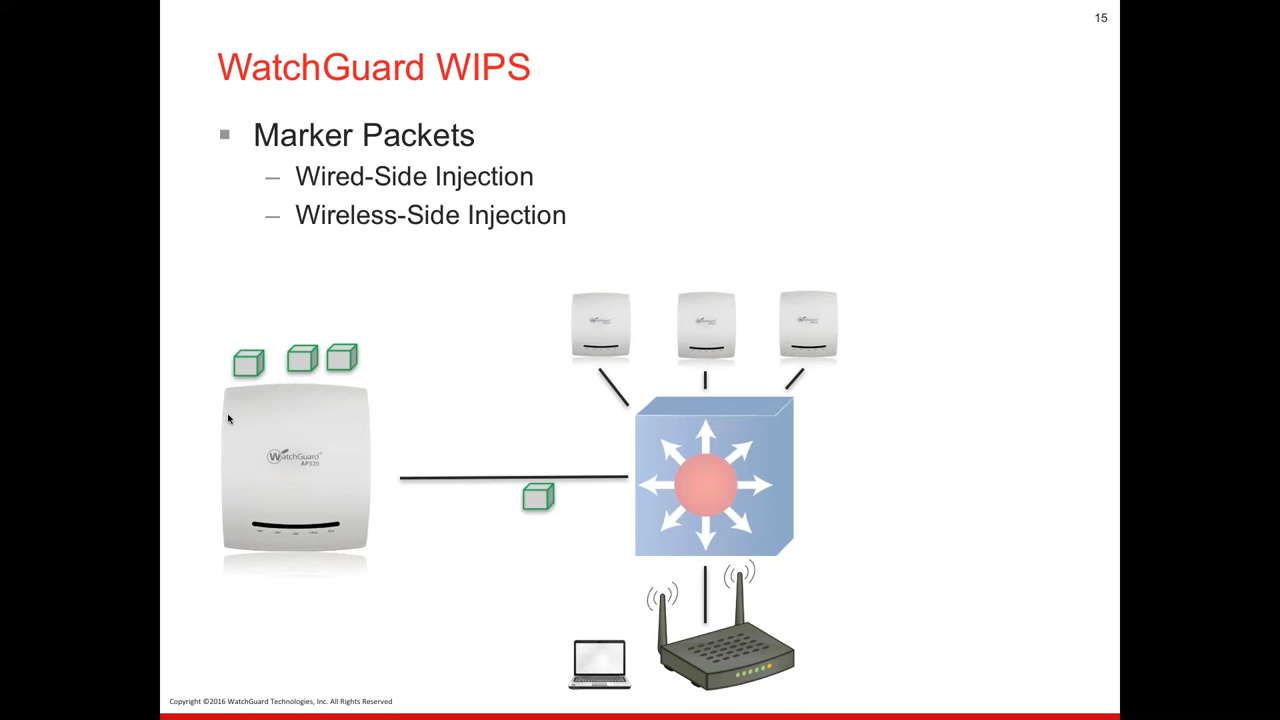 15
WatchGuard WIPS
Marker Packets
– Wired-Side Injection
– Wireless-Side Injection
WatchGuard
AP320
Copyright ©2016 WatchGuard Technologies, Inc. All Rights Reserved